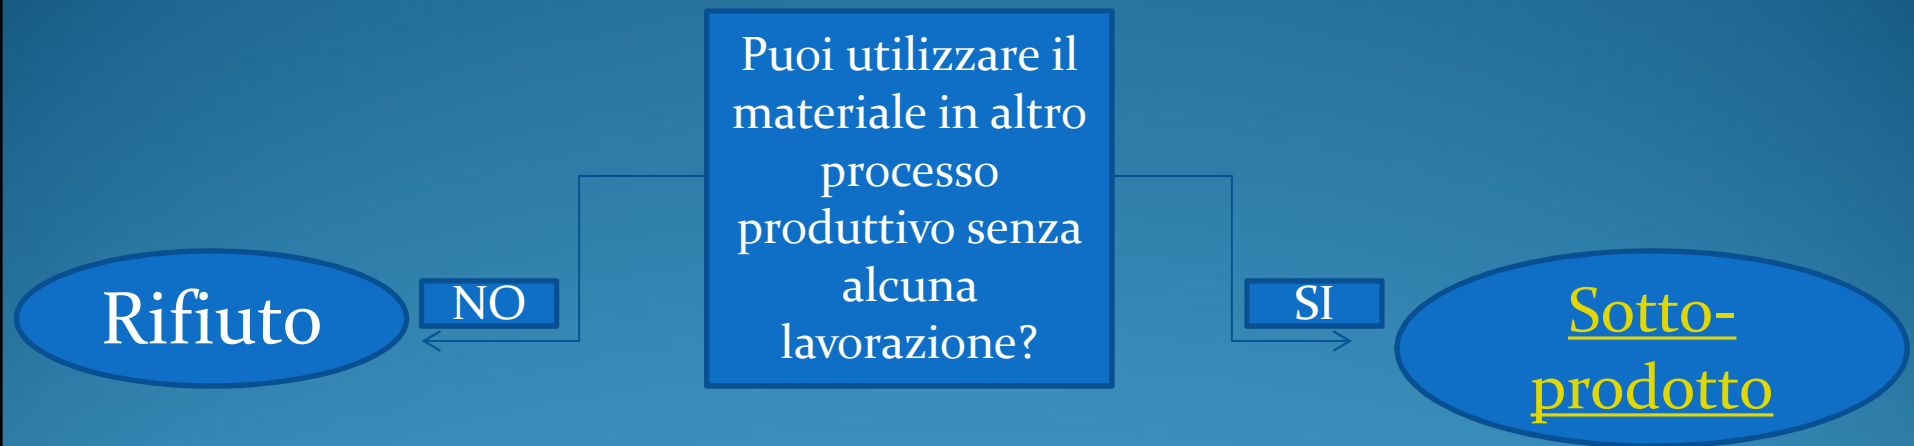 Puoi utilizzare il
materiale in altro
processo
produttivo senza
alcuna
lavorazione?
Rifiuto
NO
SI
Sotto-
prodotto